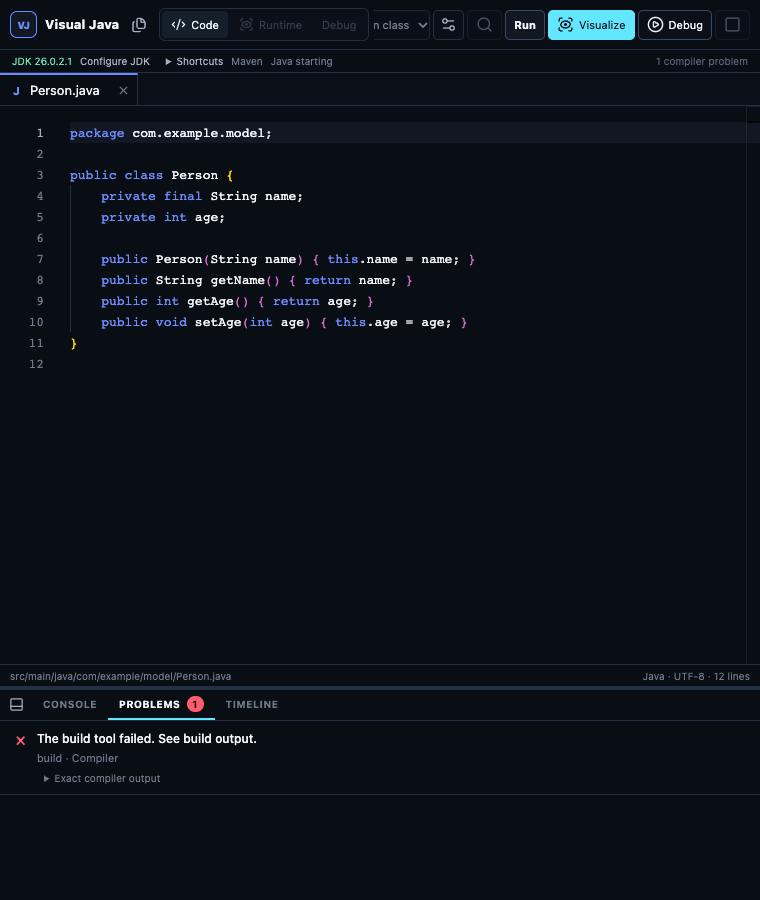 VJ Visual Java Code Runtime Debug n class Run Visualize Debug
JDK 26.0.2.1 Configure JDK Shortcuts Maven Java starting 1 compiler problem
J Person.java
1 package com.example.model;
2
3 public class Person {
4     private final String name;
5     private int age;
6
7     public Person(String name) { this.name = name; }
8     public String getName() { return name; }
9     public int getAge() { return age; }
10     public void setAge(int age) { this.age = age; }
11 }
12
src/main/java/com/example/model/Person.java Java · UTF-8 · 12 lines
CONSOLE PROBLEMS 1 TIMELINE
The build tool failed. See build output.
build · Compiler
Exact compiler output